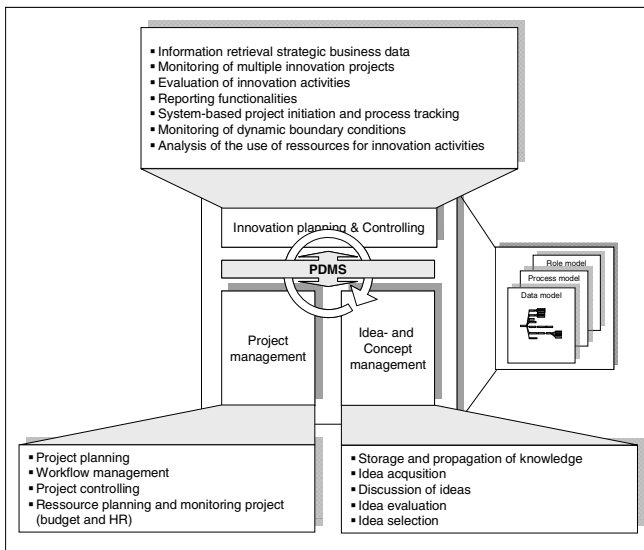 ▪ Information retrieval strategic business data
▪ Monitoring of multiple innovation projects
▪ Evaluation of innovation activities
▪ Reporting functionalities
▪ System-based project initiation and process tracking
▪ Monitoring of dynamic boundary conditions
▪ Analysis of the use of ressources for innovation activities
Innovation planning & Controlling
PDMS
Project
management
Idea- and
Concept
management
Role model
Process model
Data model
▪ Project planning
▪ Workflow management
▪ Project controlling
▪ Ressource planning and monitoring project
(budget and HR)
▪ Storage and propagation of knowledge
▪ Idea acqusition
▪ Discussion of ideas
▪ Idea evaluation
▪ Idea selection